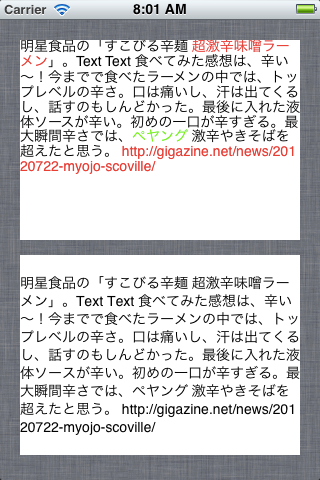 Carrier 8:01 AM
明星食品の「すこびる辛麺 超激辛味噌ラー
メン」。Text Text 食べてみた感想は、辛い
〜！今までで食べたラーメンの中では、トッ
プレベルの辛さ。口は痛いし、汗は出てくる
し、話すのもしんどかった。最後に入れた液
体ソースが辛い。初めの一口が辛すぎる。最
大瞬間辛さでは、ペヤング 激辛やきそばを
超えたと思う。 http://gigazine.net/news/201
20722-myojo-scoville/
明星食品の「すこびる辛麺 超激辛味噌ラー
メン」。Text Text 食べてみた感想は、辛い
〜！今までで食べたラーメンの中では、トッ
プレベルの辛さ。口は痛いし、汗は出てくる
し、話すのもしんどかった。最後に入れた液
体ソースが辛い。初めの一口が辛すぎる。最
大瞬間辛さでは、ペヤング 激辛やきそばを
超えたと思う。 http://gigazine.net/news/201
20722-myojo-scoville/